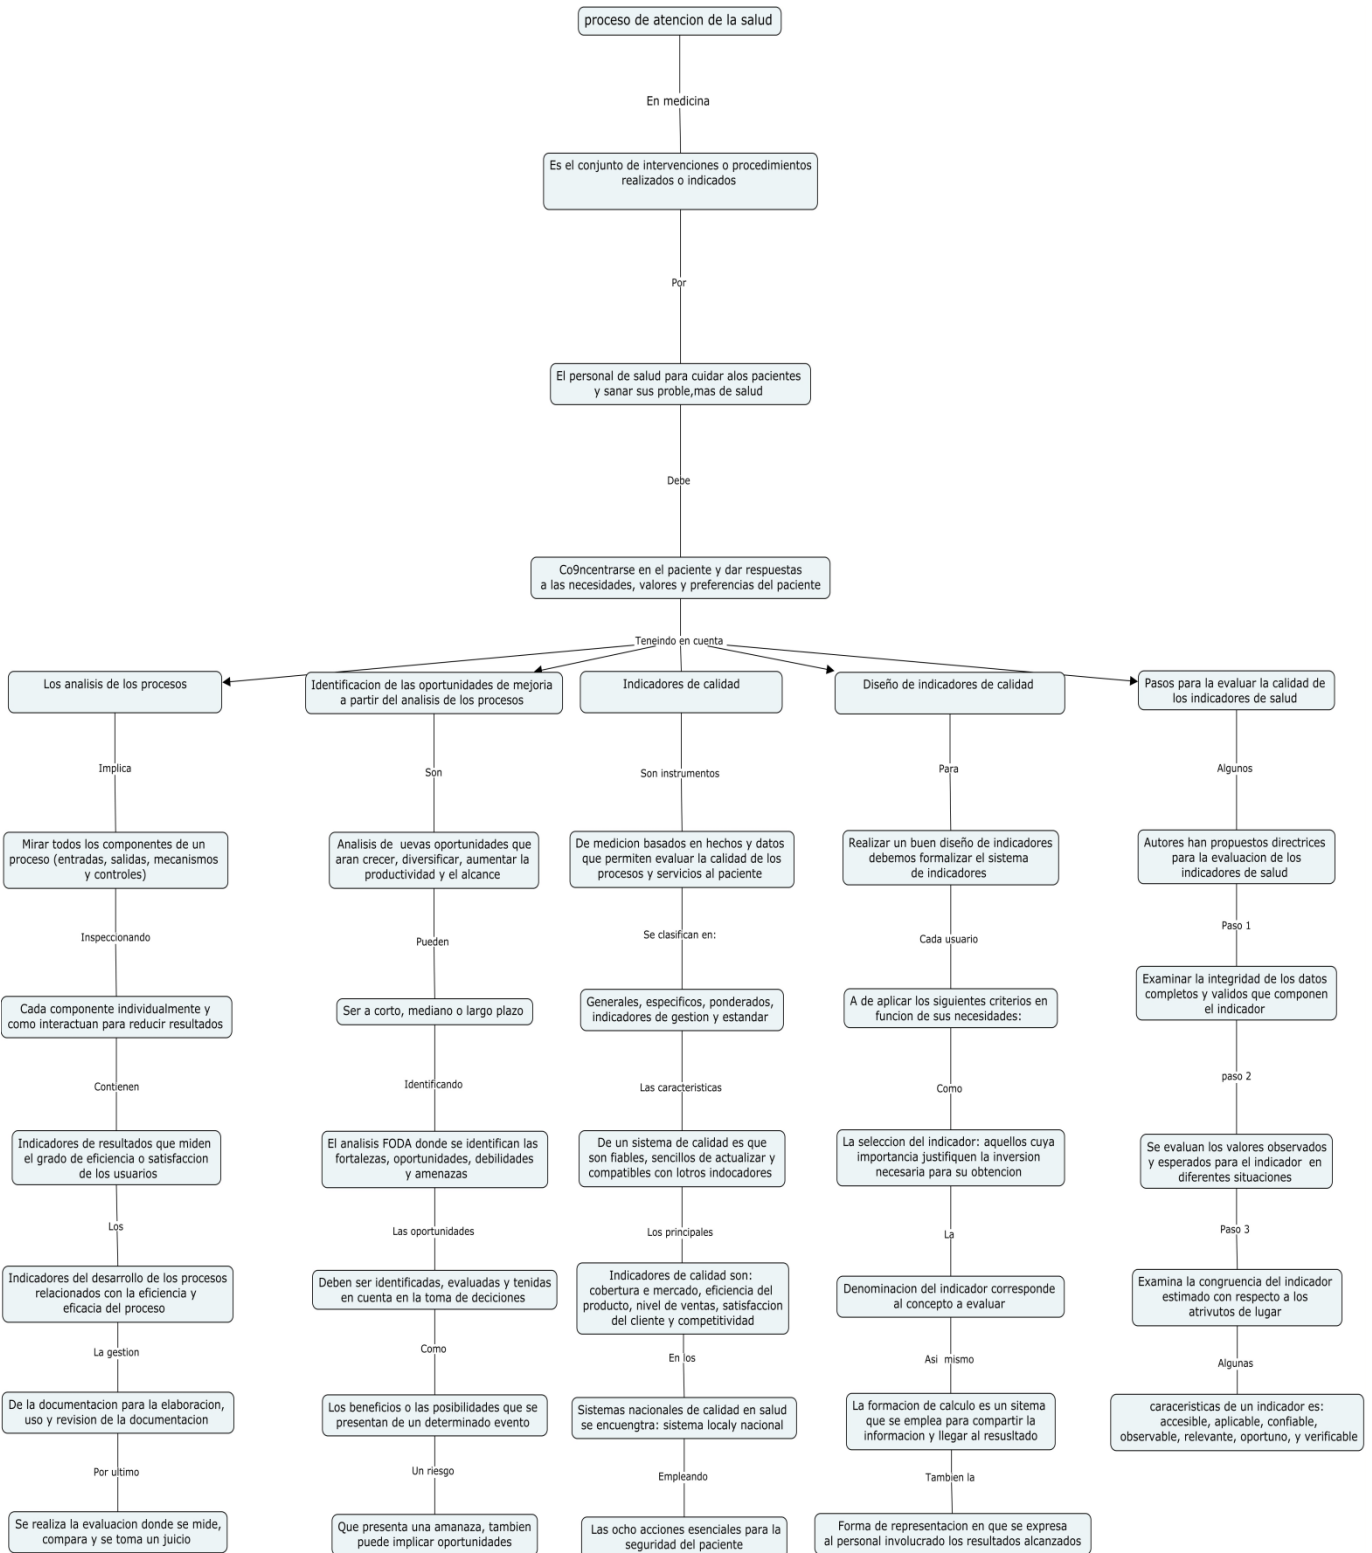 proceso de atencion de la salud
En medicina
Es el conjunto de intervenciones o procedimientos
realizados o indicados
Por
El personal de salud para cuidar alos pacientes
y sanar sus proble,mas de salud
Debe
Co9ncentrarse en el paciente y dar respuestas
a las necesidades, valores y preferencias del paciente
Teneindo en cuenta
Los analisis de los procesos
Implica
Mirar todos los componentes de un
proceso (entradas, salidas, mecanismos
y controles)
Inspeccionando
Cada componente individualmente y
como interactuan para reducir resultados
Contienen
Indicadores de resultados que miden
el grado de eficiencia o satisfaccion
de los usuarios
Los
Indicadores del desarrollo de los procesos
relacionados con la eficiencia y
eficacia del proceso
La gestion
De la documentacion para la elaboracion,
uso y revision de la documentacion
Por ultimo
Se realiza la evaluacion donde se mide,
compara y se toma un juicio
Identificacion de las oportunidades de mejoria
a partir del analisis de los procesos
Son
Analisis de uevas oportunidades que
aran crecer, diversificar, aumentar la
productividad y el alcance
Pueden
Ser a corto, mediano o largo plazo
Identificando
El analisis FODA donde se identifican las
fortalezas, oportunidades, debilidades
y amenazas
Las oportunidades
Deben ser identificadas, evaluadas y tenidas
en cuenta en la toma de deciciones
Como
Los beneficios o las posibilidades que se
presentan de un determinado evento
Un riesgo
Que presenta una amanaza, tambien
puede implicar oportunidades
Indicadores de calidad
Son instrumentos
De medicion basados en hechos y datos
que permiten evaluar la calidad de los
procesos y servicios al paciente
Se clasifican en:
Generales, especificos, ponderados,
indicadores de gestion y estandar
Las caracteristicas
De un sistema de calidad es que
son fiables, sencillos de actualizar y
compatibles con lotros indocadores
Los principales
Indicadores de calidad son:
cobertura e mercado, eficiencia del
producto, nivel de ventas, satisfaccion
del cliente y competitividad
En los
Sistemas nacionales de calidad en salud
se encuengtra: sistema localy nacional
Empleando
Las ocho acciones esenciales para la
seguridad del paciente
Diseño de indicadores de calidad
Para
Realizar un buen diseño de indicadores
debemos formalizar el sistema
de indicadores
Cada usuario
A de aplicar los siguientes criterios en
funcion de sus necesidades:
Como
La seleccion del indicador: aquellos cuya
importancia justifiquen la inversion
necesaria para su obtencion
La
Denominacion del indicador corresponde
al concepto a evaluar
Asi mismo
La formacion de calculo es un sitema
que se emplea para compartir la
informacion y llegar al resusltado
Tambien la
Forma de representacion en que se expresa
al personal involucrado los resultados alcanzados
Pasos para la evaluar la calidad de
los indicadores de salud
Algunos
Autores han propuestos directrices
para la evaluacion de los
indicadores de salud
Paso 1
Examinar la integridad de los datos
completos y validos que componen
el indicador
paso 2
Se evaluan los valores observados
y esperados para el indicador en
diferentes situaciones
Paso 3
Examina la congruencia del indicador
estimado con respecto a los
atrivutos de lugar
Algunas
caraceristicas de un indicador es:
accesible, aplicable, confiable,
observable, relevante, oportuno, y verificable